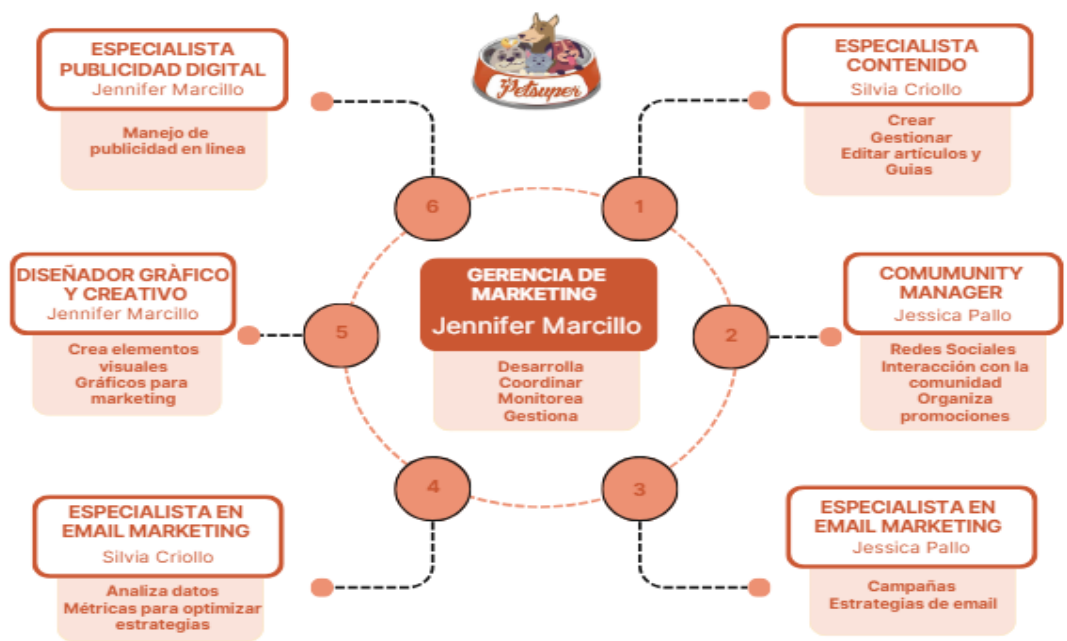 Petsuper
ESPECIALISTA
PUBLICIDAD DIGITAL
Jennifer Marcillo
Manejo de
publicidad en linea
6
ESPECIALISTA
CONTENIDO
Silvia Criollo
Crear
Gestionar
Editar artículos y
Guias
1
DISEÑADOR GRÀFICO
Y CREATIVO
Jennifer Marcillo
Crea elementos
visuales
Gráficos para
marketing
5
GERENCIA DE
MARKETING
Jennifer Marcillo
Desarrolla
Coordinar
Monitorea
Gestiona
2
COMUMUNITY
MANAGER
Jessica Pallo
Redes Sociales
Interacción con la
comunidad
Organiza
promociones
ESPECIALISTA EN
EMAIL MARKETING
Silvia Criollo
Analiza datos
Métricas para optimizar
estrategias
4
3
ESPECIALISTA EN
EMAIL MARKETING
Jessica Pallo
Campañas
Estrategias de email